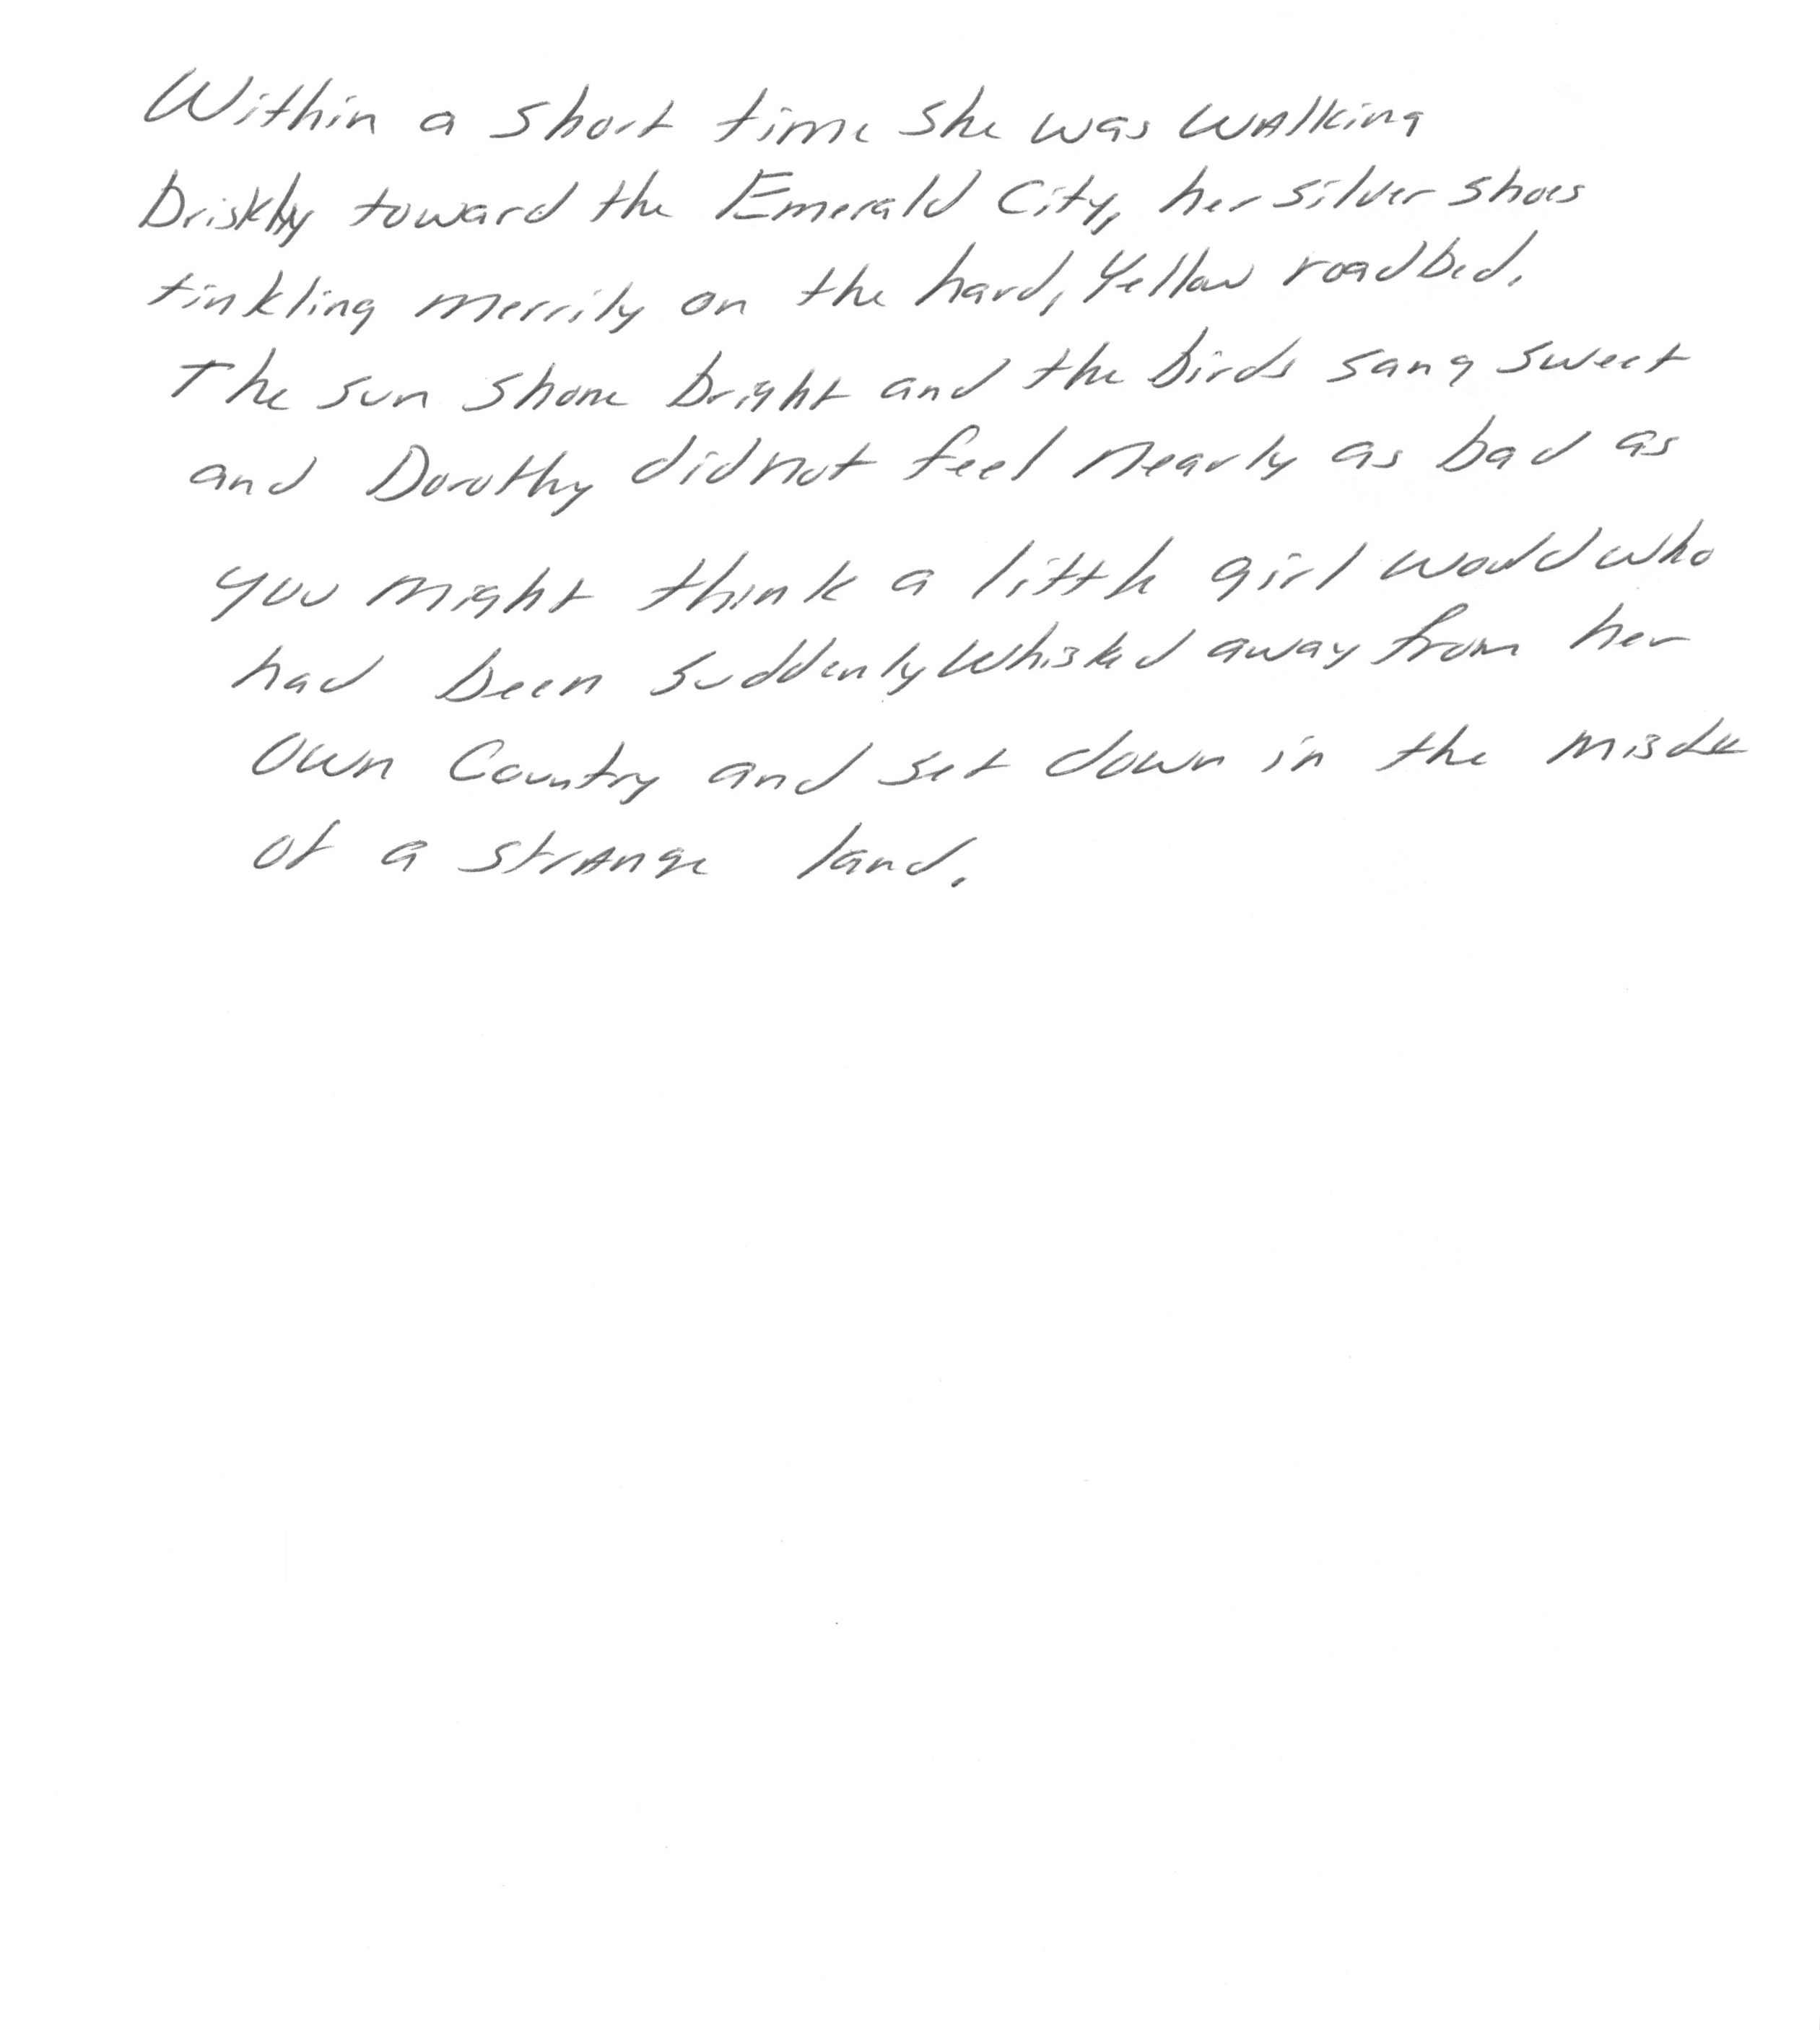 Within a short time she was walking
briskly toward the Emerald City, her silver shoes
tinkling merrily on the hard, yellow roadbed.
The sun shone bright and the birds sang sweet
and Dorothy did not feel nearly as bad as
you might think a little girl would who
had been suddenly whisked away from her
own country and set down in the middle
of a strange land.